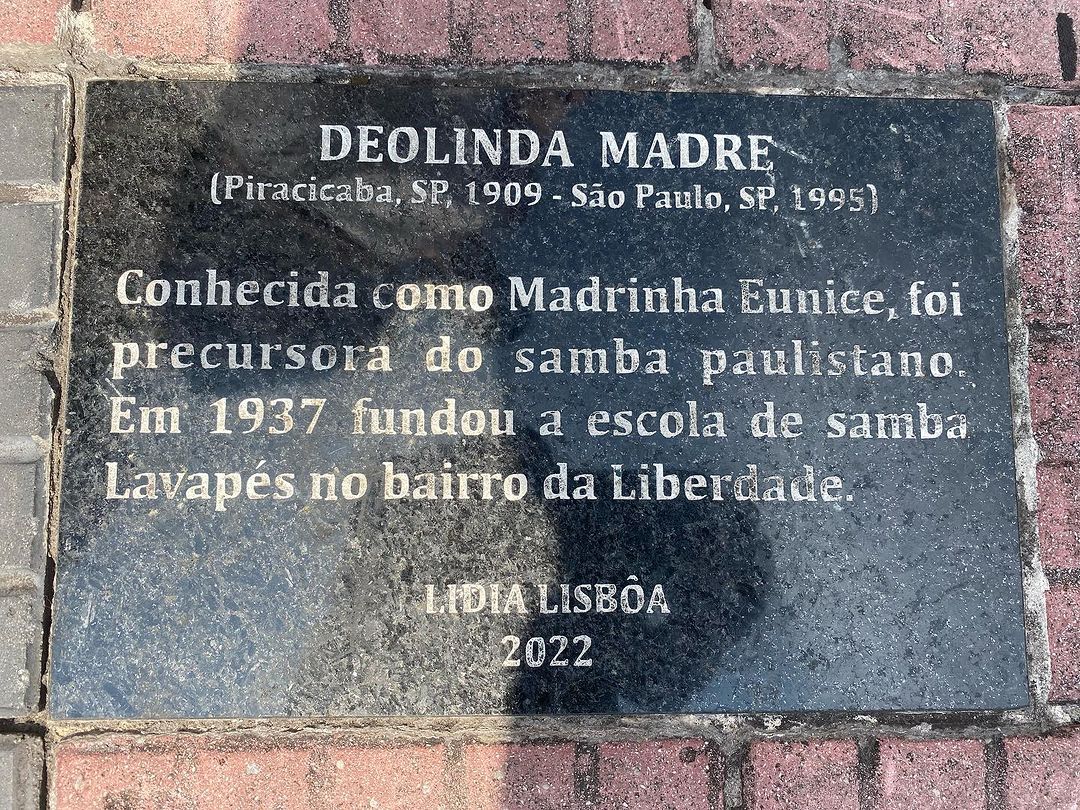 DEOLINDA MADRE
(Piracicaba, SP, 1909 - São Paulo, SP, 1995)
Conhecida como Madrinha Eunice, foi
precursora do samba paulistano.
Em 1937 fundou a escola de samba
Lavapés no bairro da Liberdade.
LIDIA LISBÔA
2022